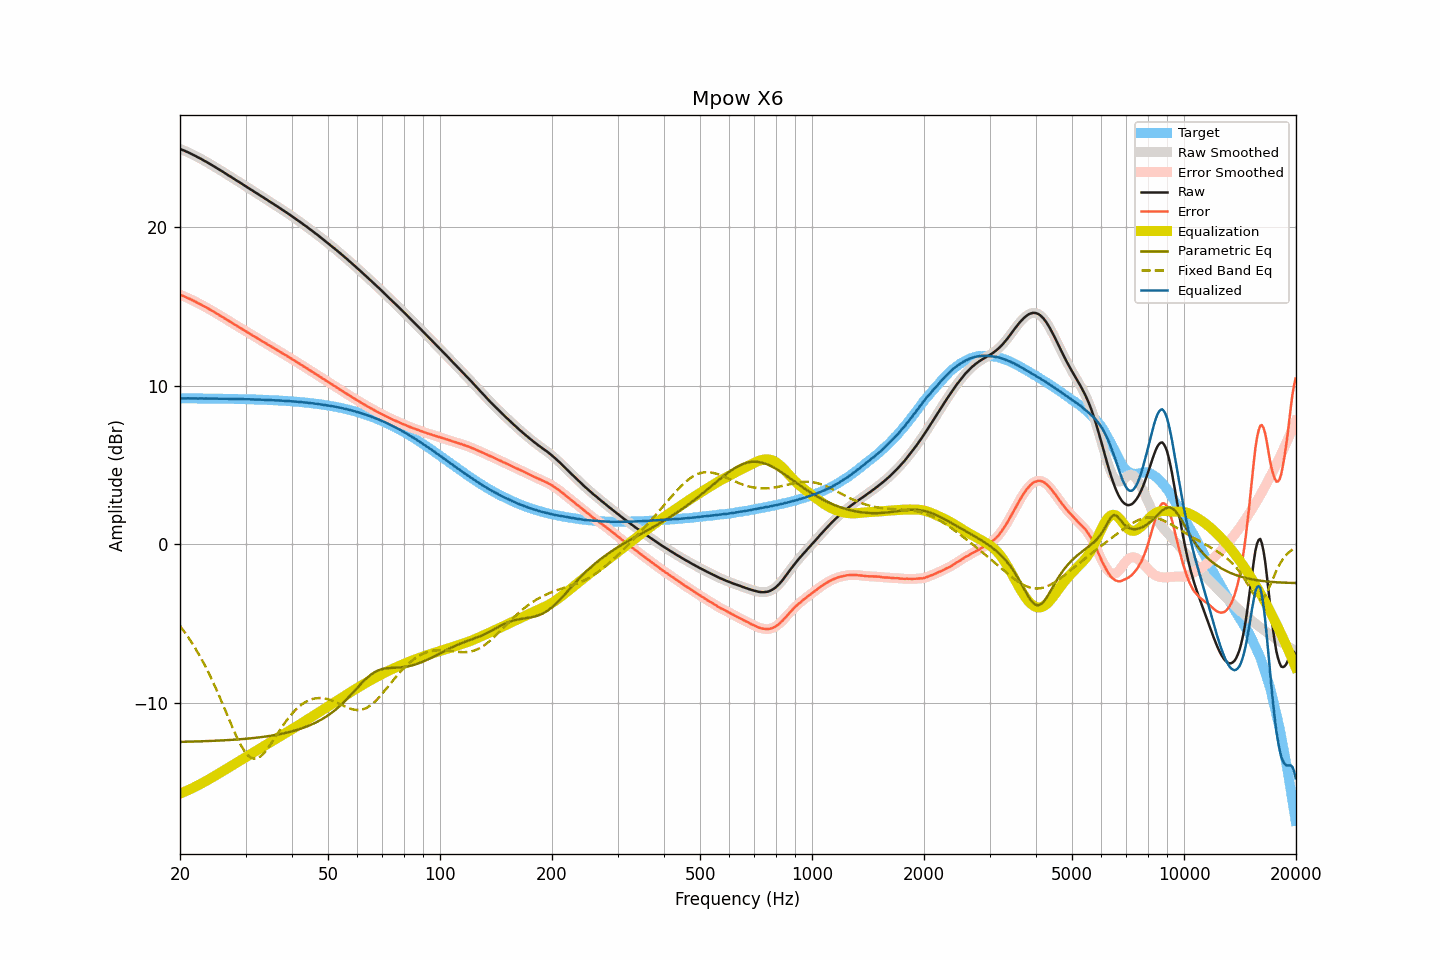 Mpow X6
Target
Raw Smoothed
Error Smoothed
Raw
Error
Equalization
Parametric Eq
Fixed Band Eq
Equalized
Amplitude (dBr)
20
10
0
−10
20 50 100 200 500 1000 2000 5000 10000 20000
Frequency (Hz)